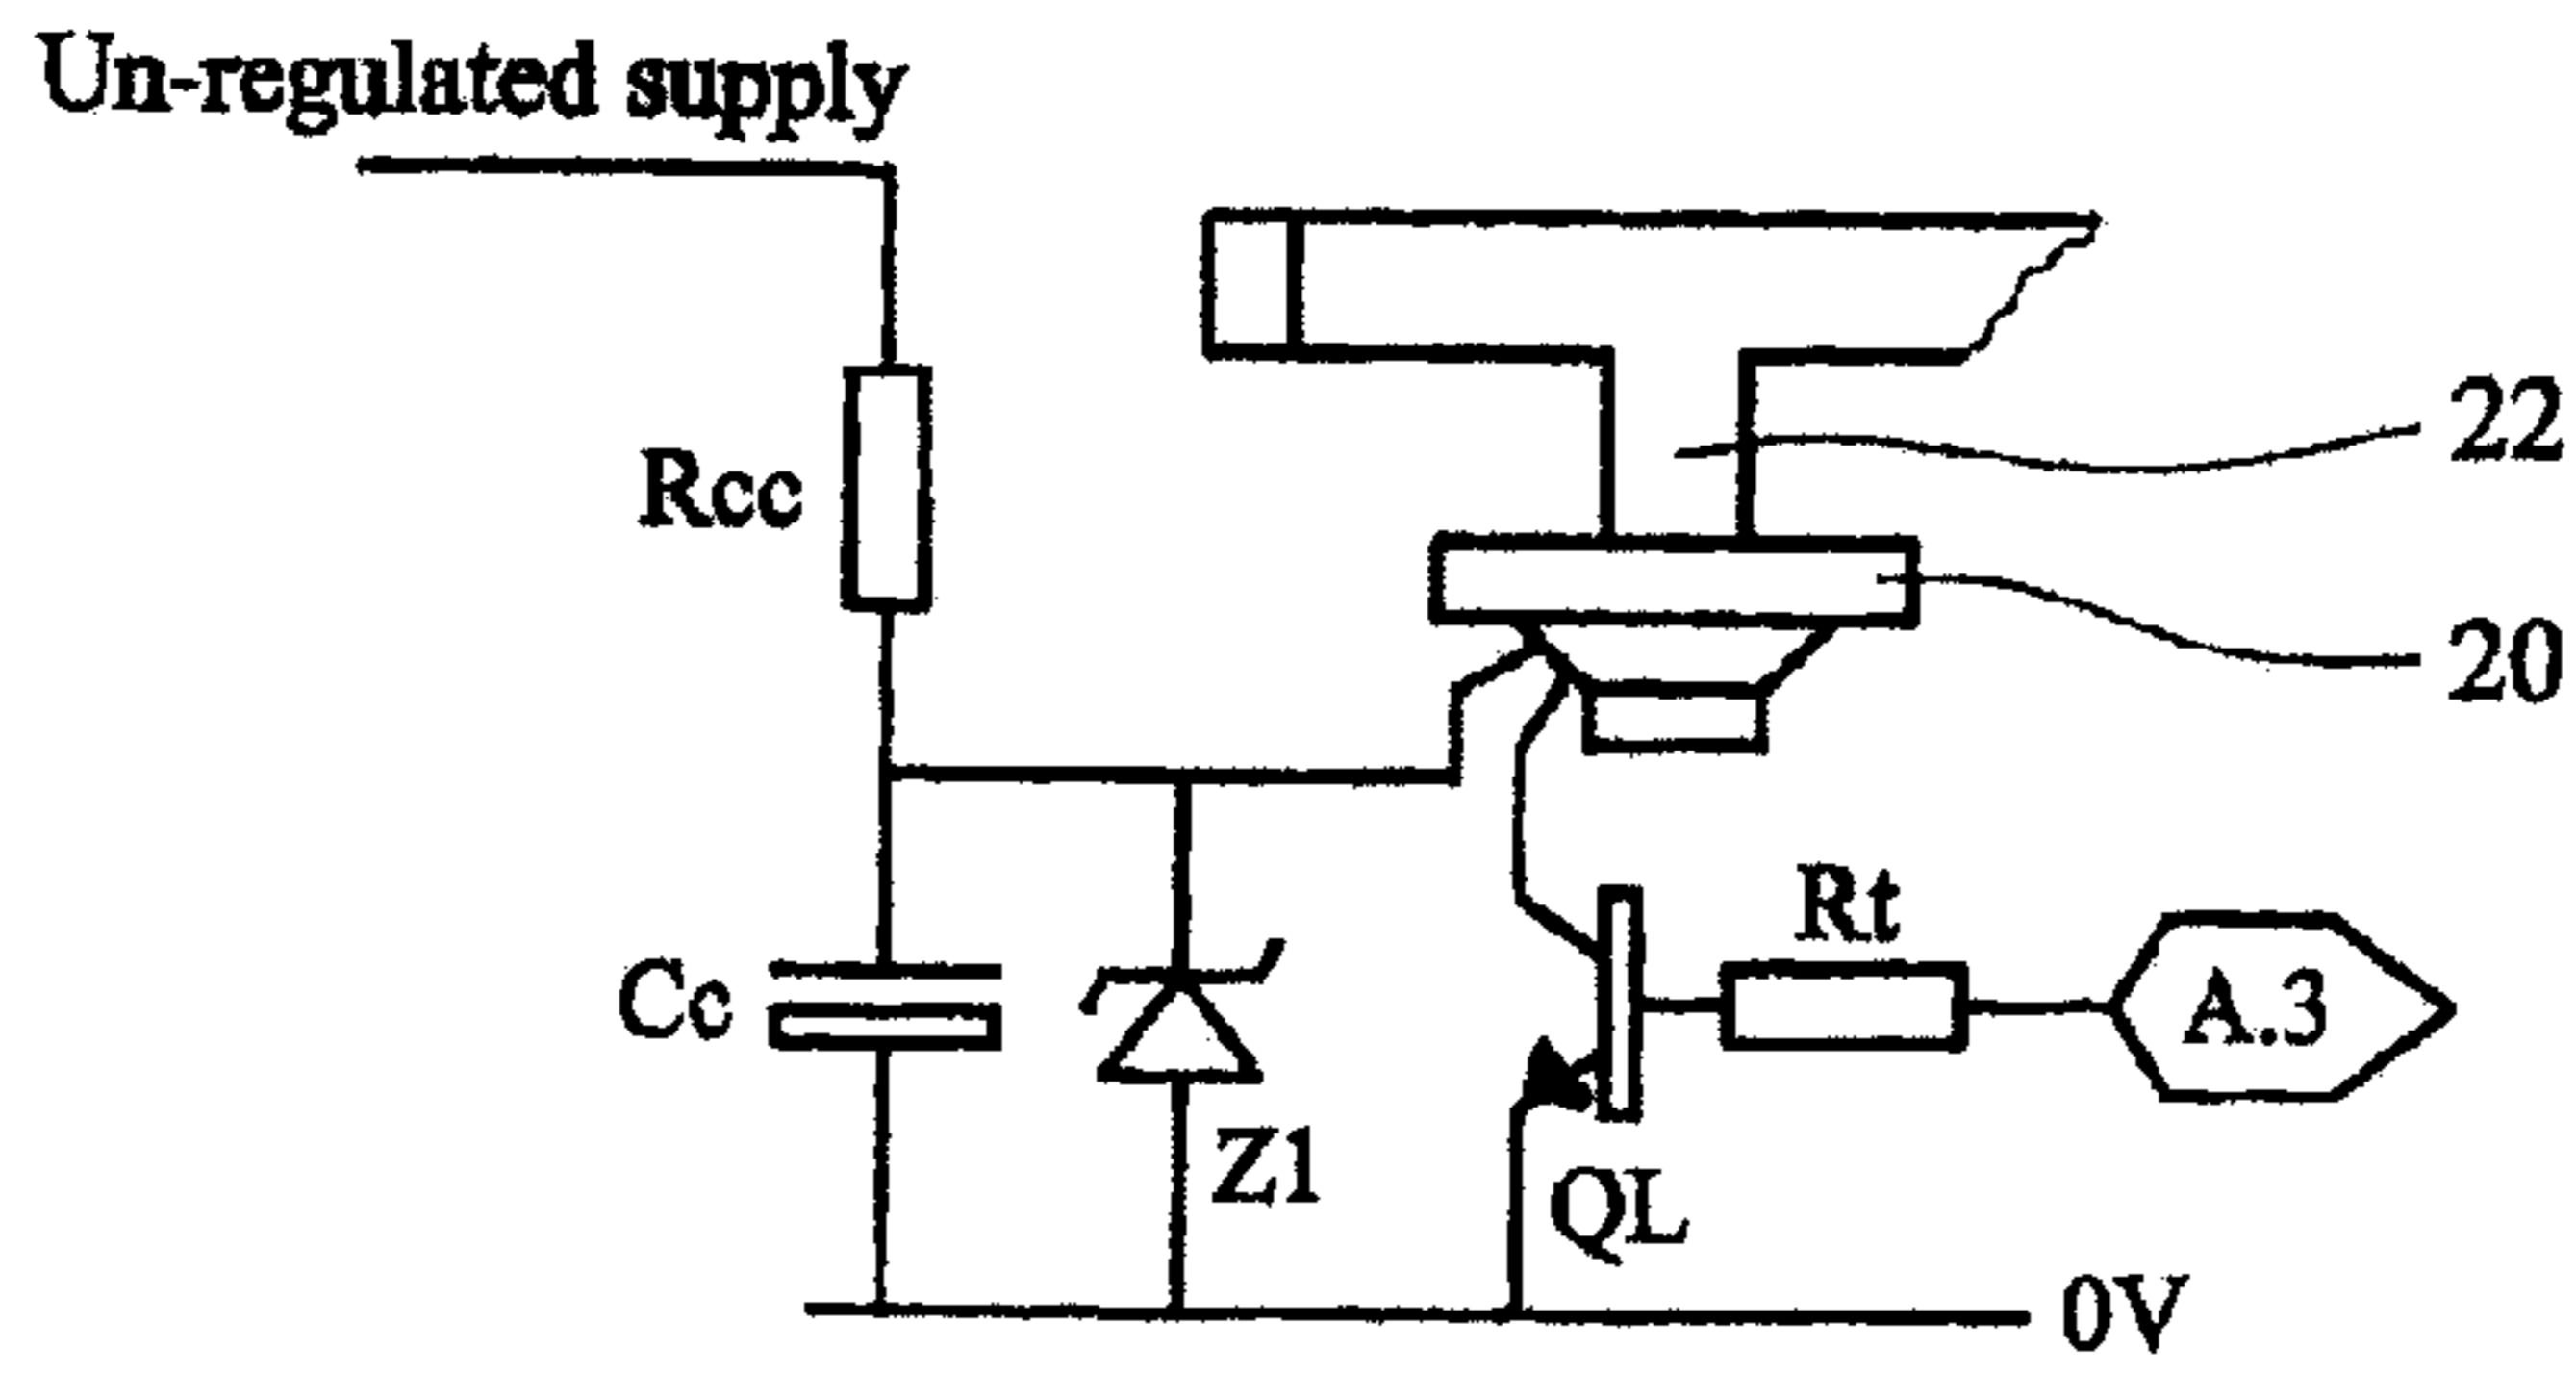 Un-regulated supply
22
Rcc
20
Rt
Cc
A.3
Z1
QL
0V